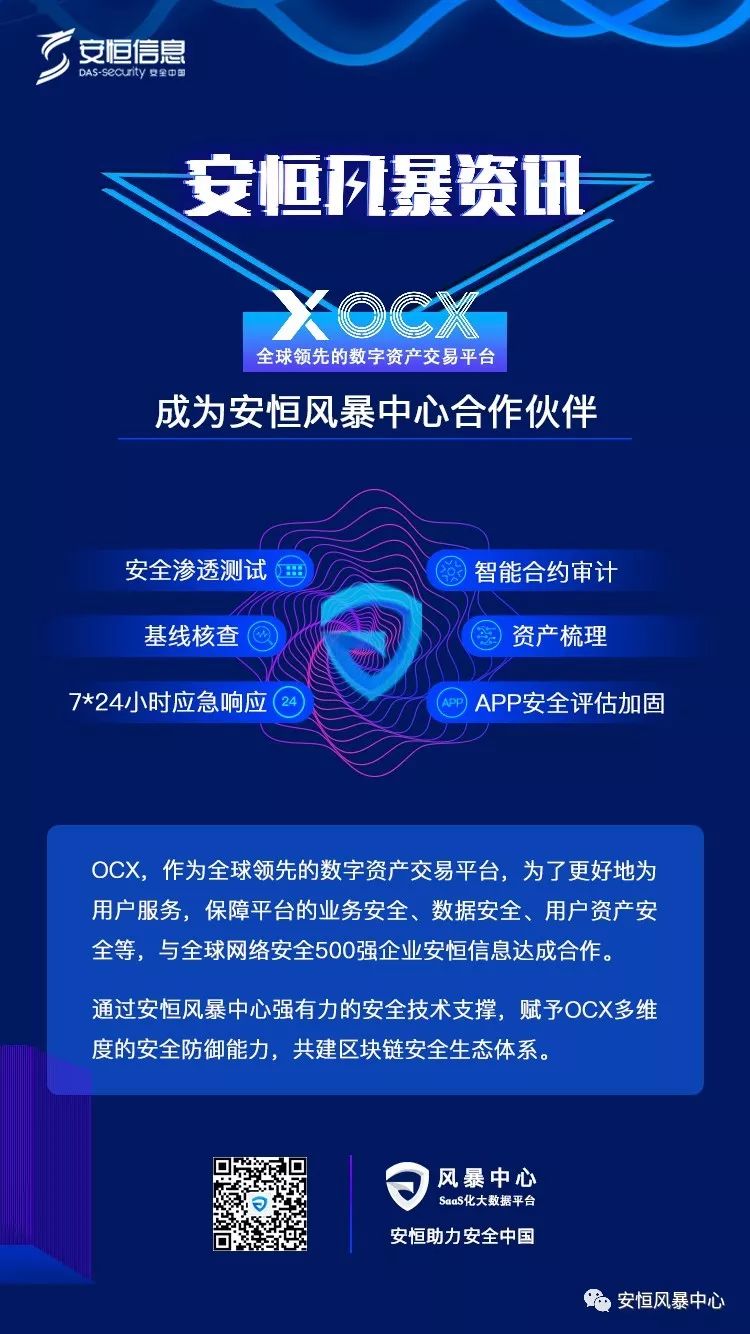 安恒信息
DAS-security 安全中国
安恒风暴资讯
XOCX
全球领先的数字资产交易平台
成为安恒风暴中心合作伙伴
安全渗透测试
智能合约审计
基线核查
资产梳理
7*24小时应急响应 24
APP APP安全评估加固
OCX，作为全球领先的数字资产交易平台，为了更好地为
用户服务，保障平台的业务安全、数据安全、用户资产安
全等，与全球网络安全500强企业安恒信息达成合作。
通过安恒风暴中心强有力的安全技术支撑，赋予OCX多维
度的安全防御能力，共建区块链安全生态体系。
风暴中心
SaaS化大数据平台
安恒助力安全中国
安恒风暴中心